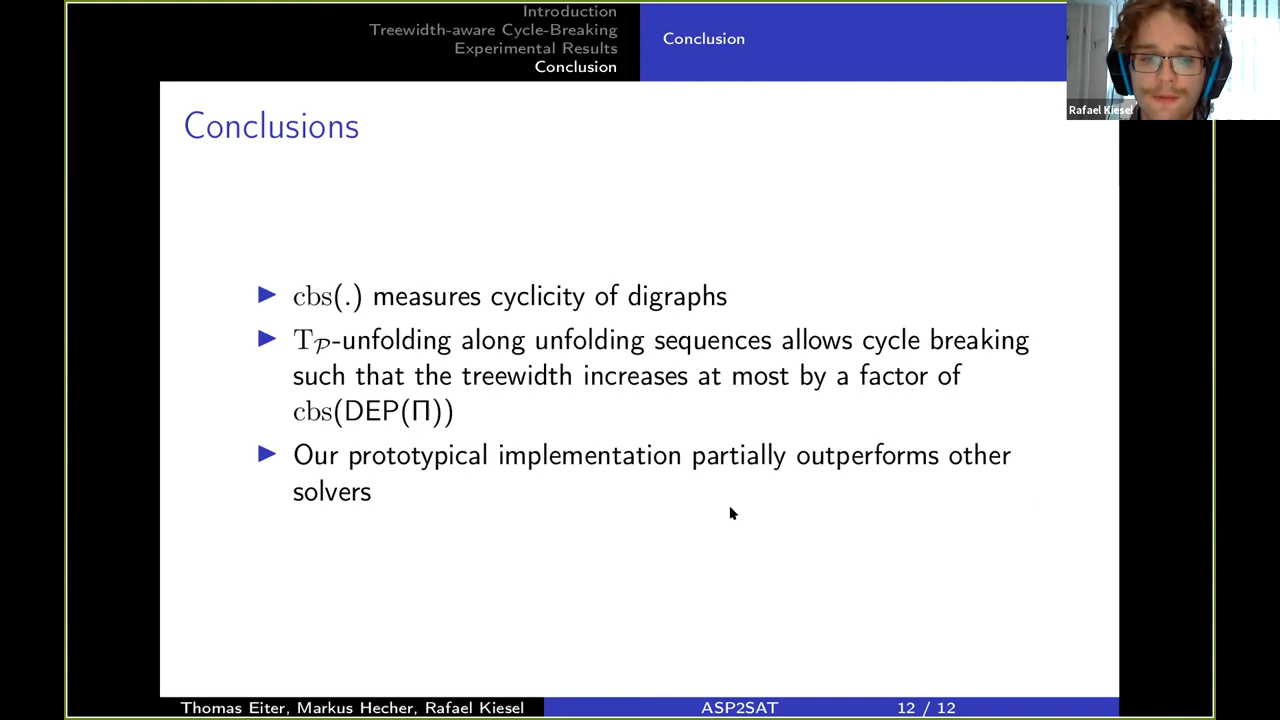 Introduction
Treewidth-aware Cycle-Breaking
Experimental Results
Conclusion
Conclusion
Rafael Kiesel
Conclusions
cbs(.) measures cyclicity of digraphs
T𝒫-unfolding along unfolding sequences allows cycle breaking
such that the treewidth increases at most by a factor of
cbs(DEP(Π))
Our prototypical implementation partially outperforms other
solvers
Thomas Eiter, Markus Hecher, Rafael Kiesel
ASP2SAT
12 / 12